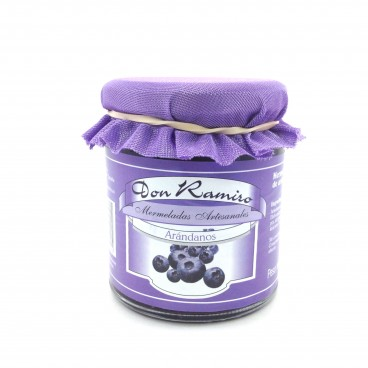 Don Ramiro
Mermeladas Artesanales
Arándanos